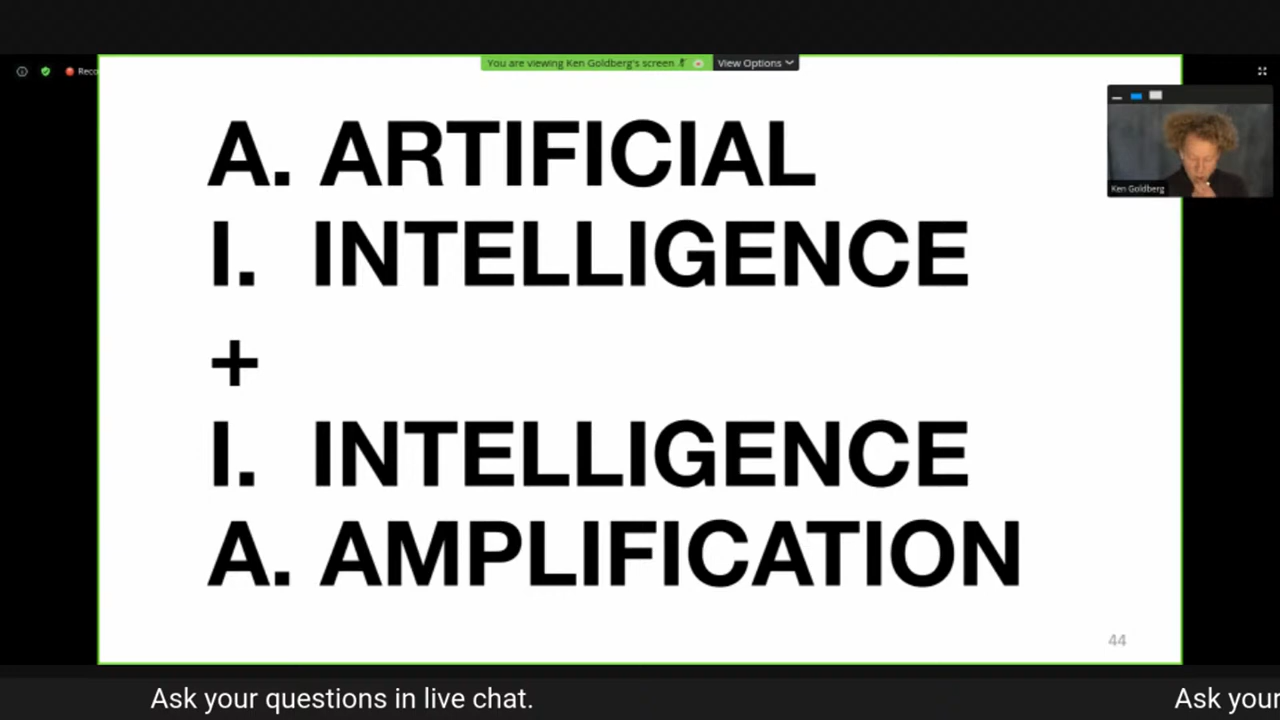 You are viewing Ken Goldberg's screen
View Options
Reco
Ken Goldberg
A. ARTIFICIAL
I. INTELLIGENCE
+
I. INTELLIGENCE
A. AMPLIFICATION
44
Ask your questions in live chat.
Ask your